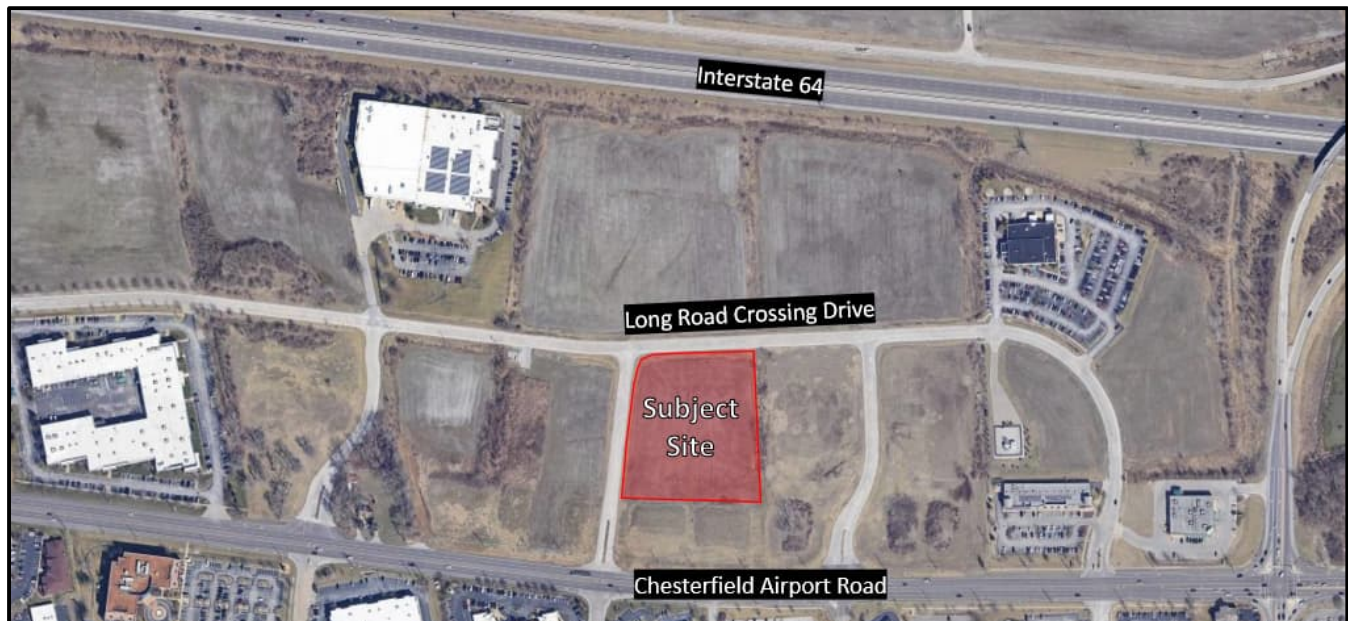 Interstate 64
Long Road Crossing Drive
Subject
Site
Chesterfield Airport Road